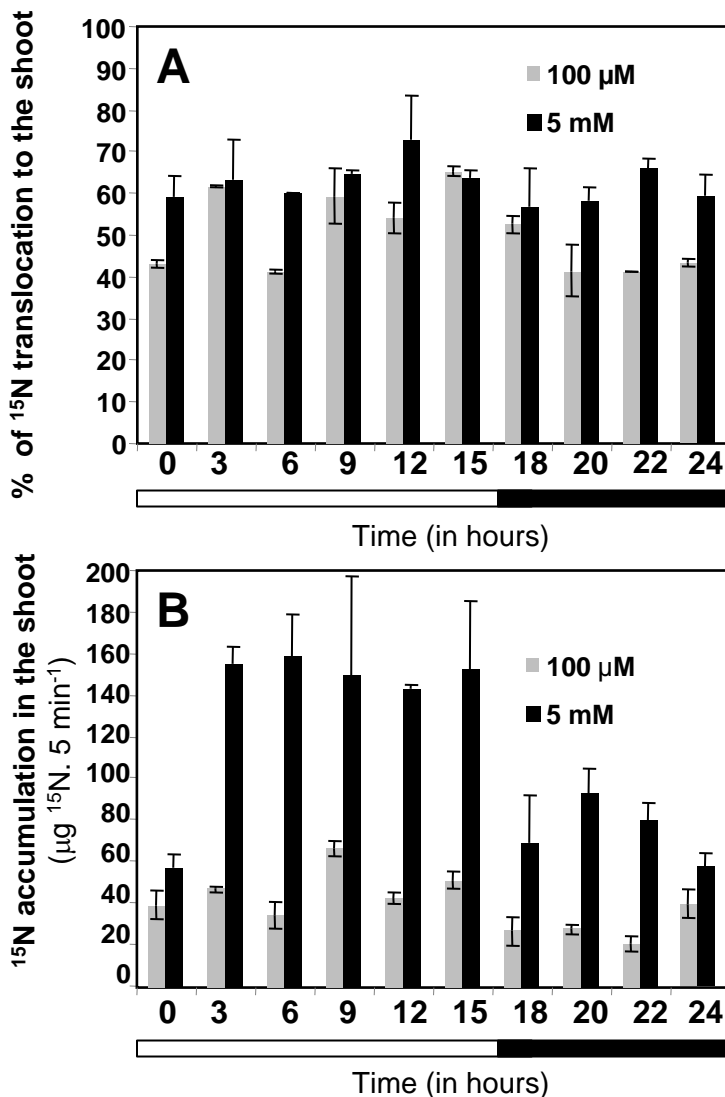 % of ¹⁵N translocation to the shoot
100
90
80
70
60
50
40
30
20
10
0
A
100 µM
5 mM
0 3 6 9 12 15 18 20 22 24
Time (in hours)
¹⁵N accumulation in the shoot
(µg ¹⁵N. 5 min⁻¹)
200
180
160
140
120
100
80
60
40
20
0
B
100 µM
5 mM
0 3 6 9 12 15 18 20 22 24
Time (in hours)